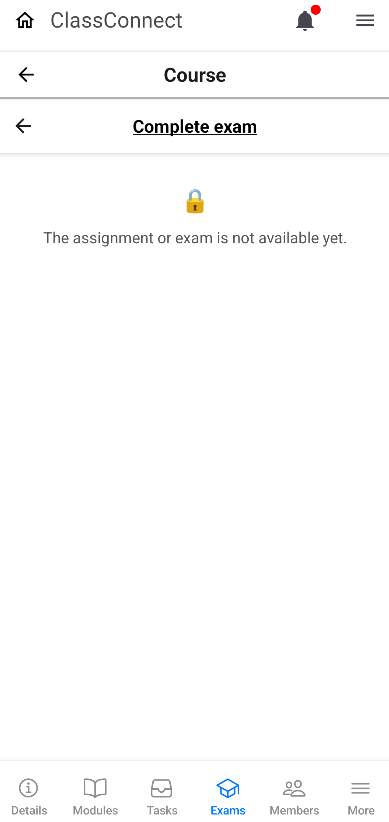 ClassConnect
Course
Complete exam
The assignment or exam is not available yet.
Details
Modules
Tasks
Exams
Members
More